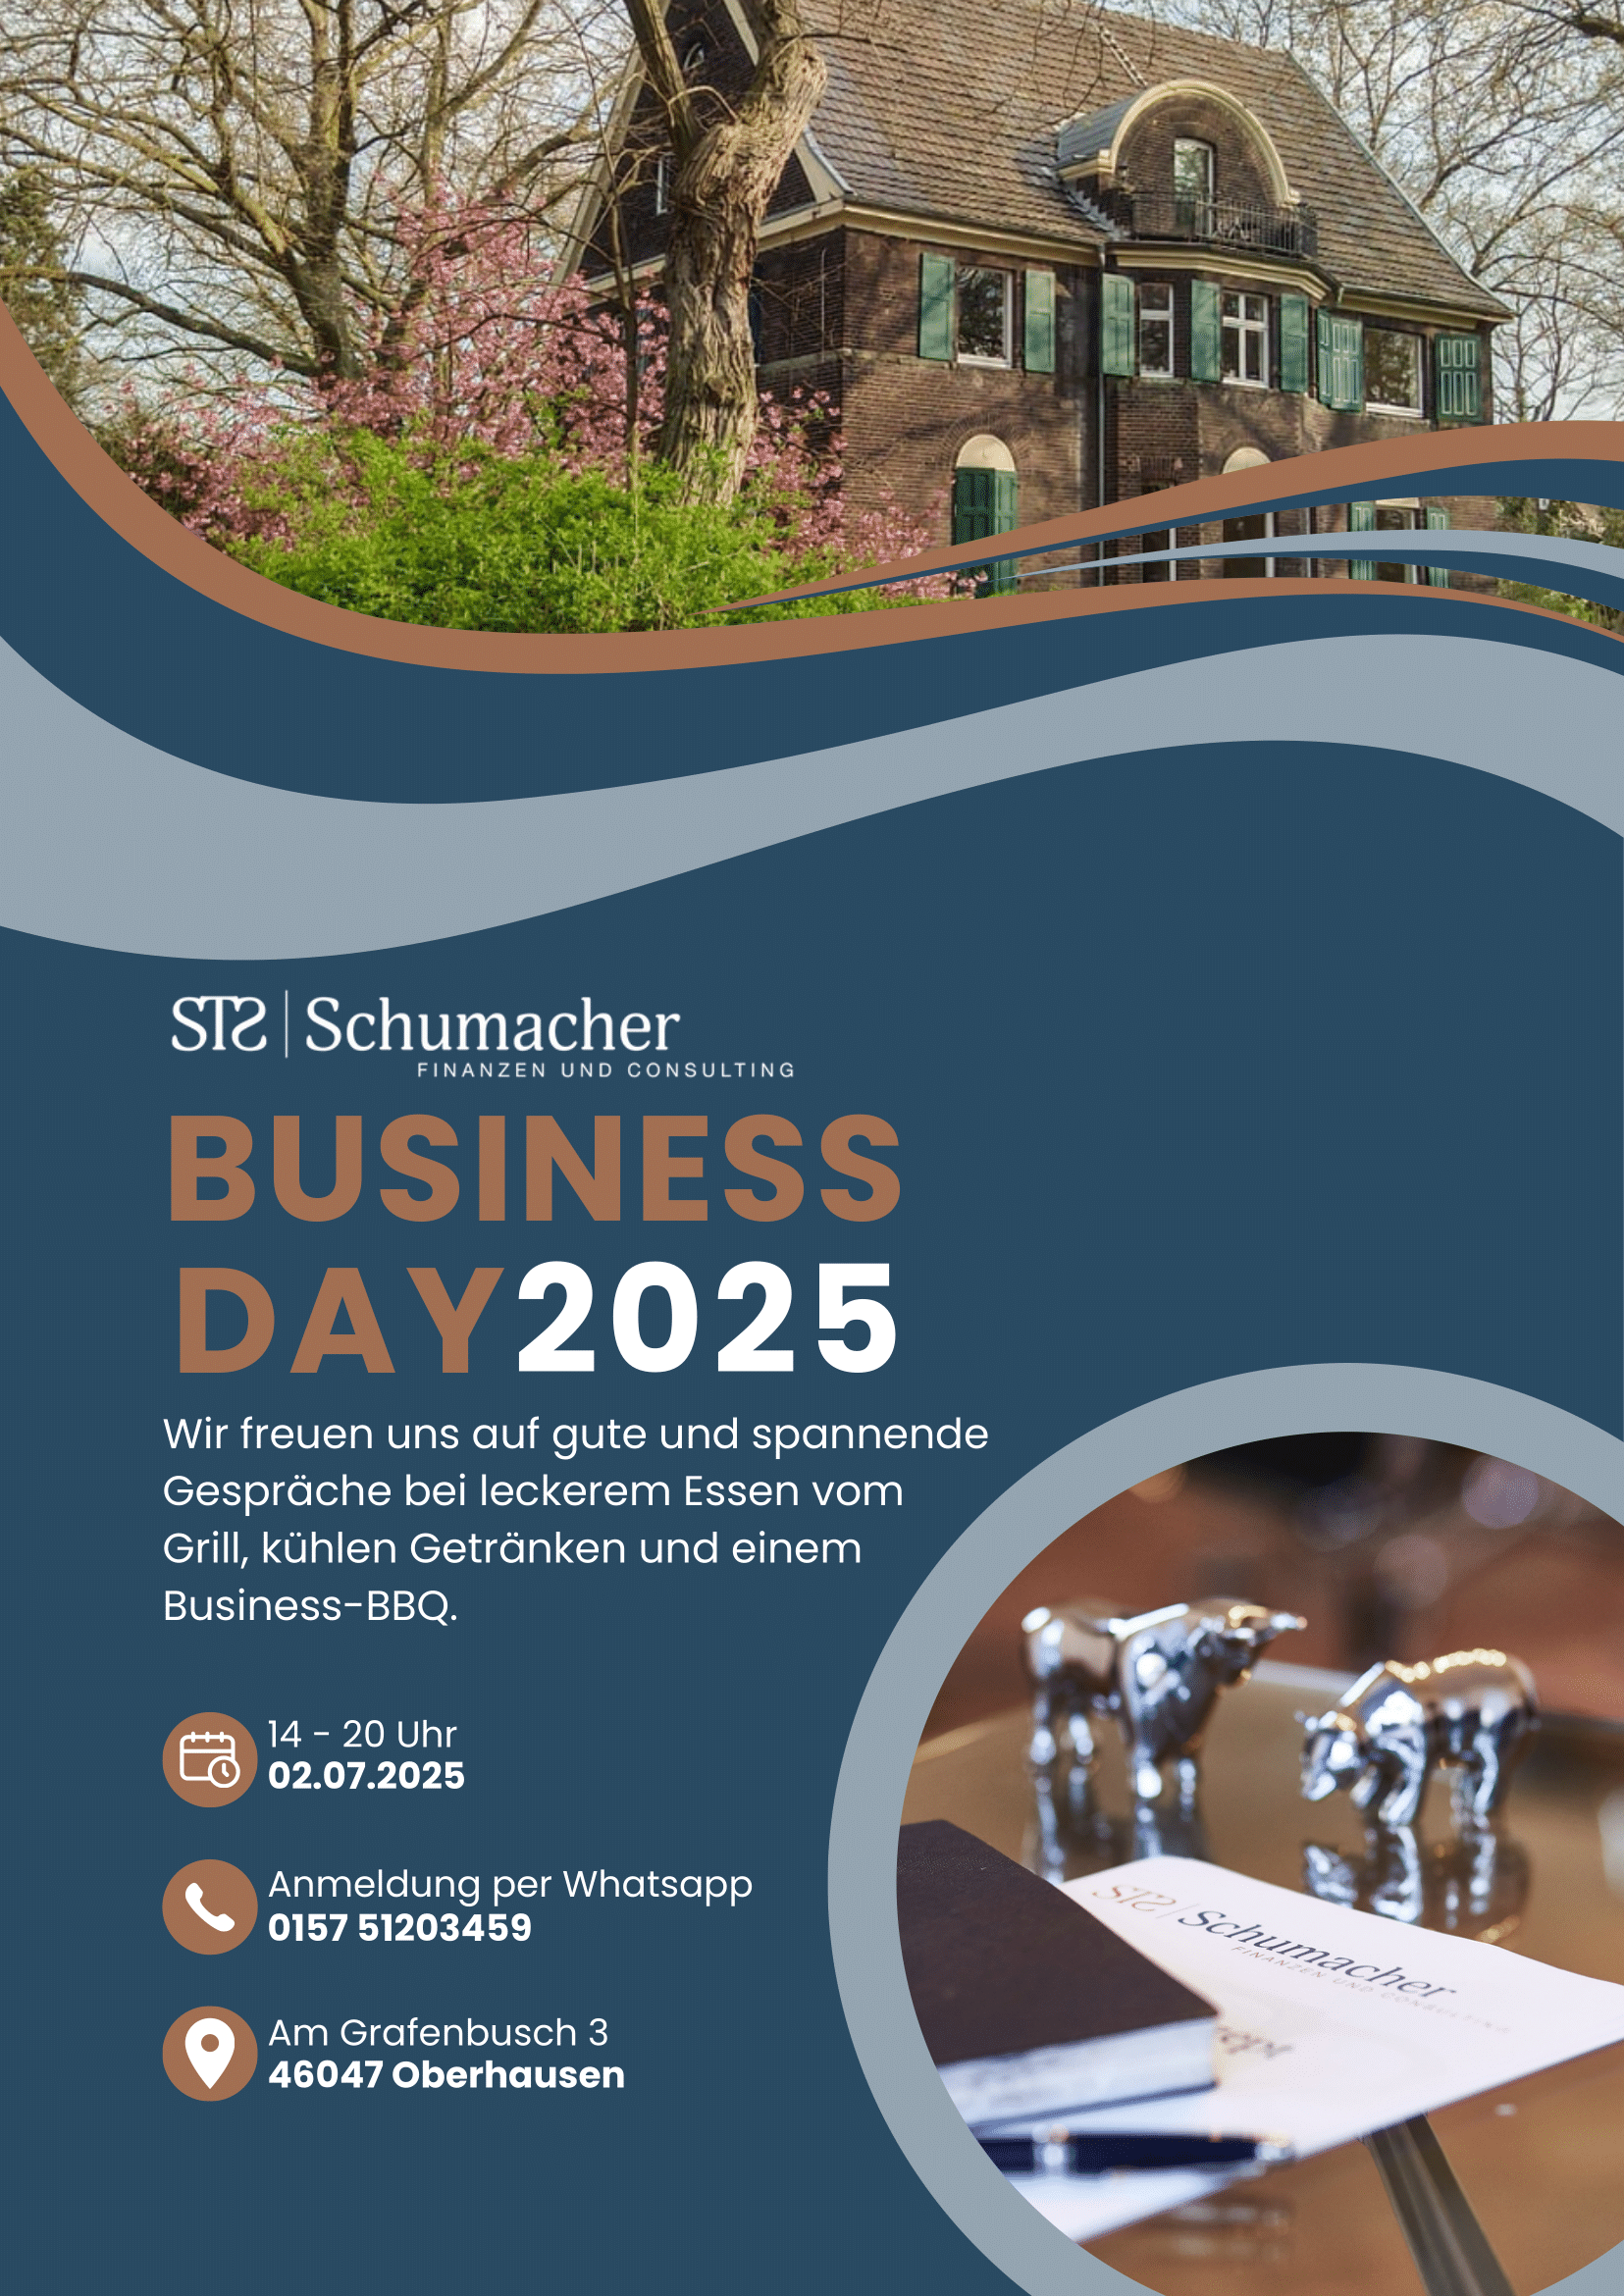 STS | Schumacher
FINANZEN UND CONSULTING
BUSINESS
DAY2025
Wir freuen uns auf gute und spannende
Gespräche bei leckerem Essen vom
Grill, kühlen Getränken und einem
Business-BBQ.
14 - 20 Uhr
02.07.2025
Anmeldung per Whatsapp
0157 51203459
Am Grafenbusch 3
46047 Oberhausen
STS | Schumacher
FINANZEN UND CONSULTING